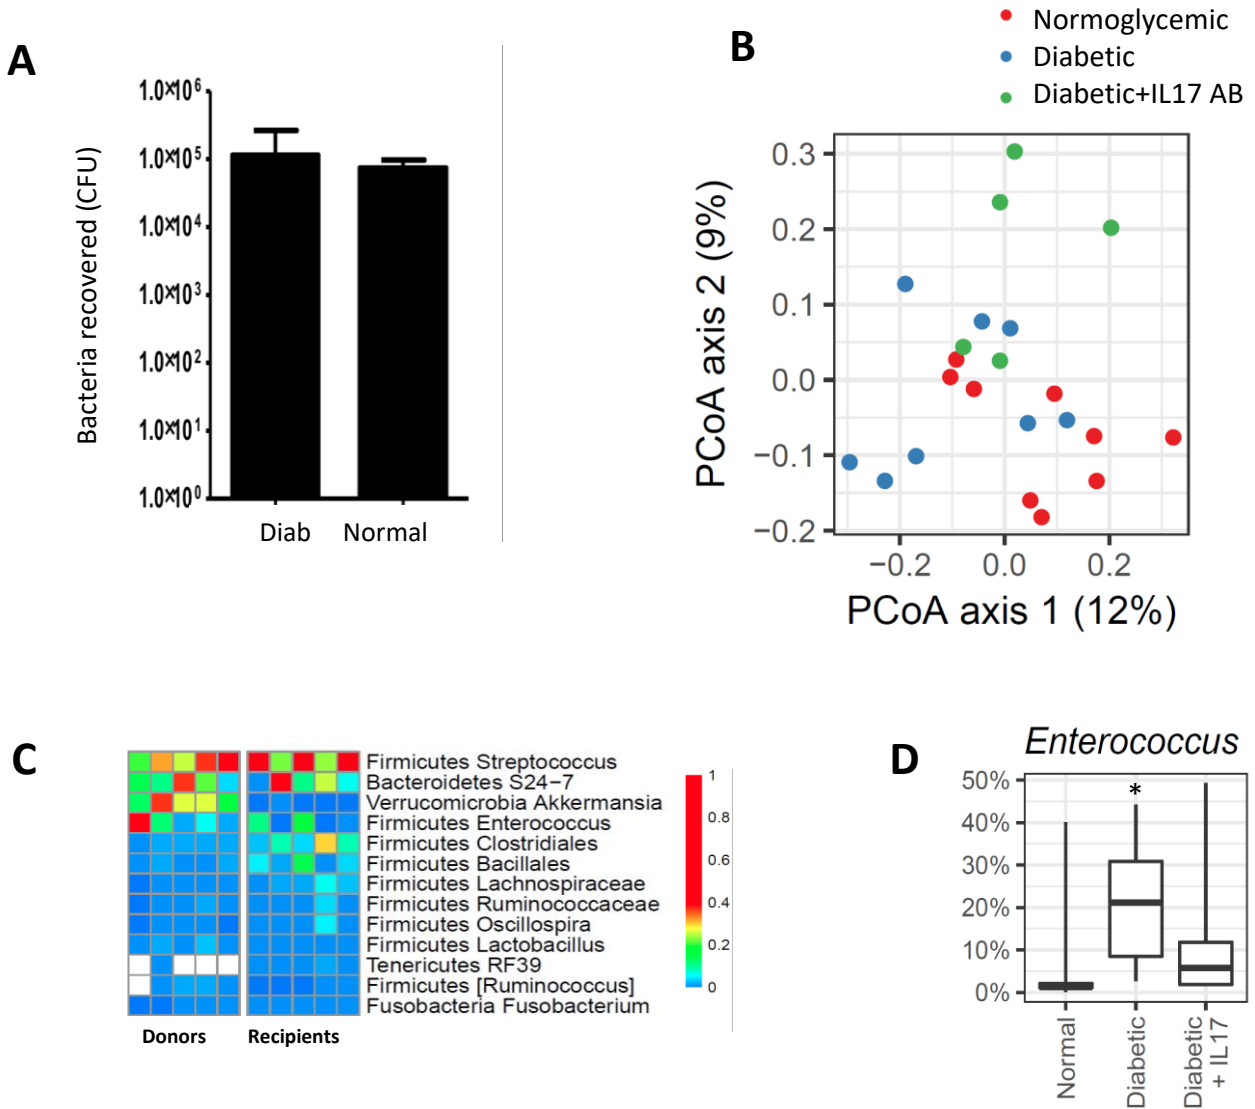 A
Bacteria recovered (CFU)
1.0×10⁶
1.0×10⁵
1.0×10⁴
1.0×10³
1.0×10²
1.0×10¹
1.0×10⁰
Diab
Normal
B
Normoglycemic
Diabetic
Diabetic+IL17 AB
PCoA axis 2 (9%)
0.3
0.2
0.1
0.0
−0.1
−0.2
−0.2
0.0
0.2
PCoA axis 1 (12%)
C
Firmicutes Streptococcus
Bacteroidetes S24−7
Verrucomicrobia Akkermansia
Firmicutes Enterococcus
Firmicutes Clostridiales
Firmicutes Bacillales
Firmicutes Lachnospiraceae
Firmicutes Ruminococcaceae
Firmicutes Oscillospira
Firmicutes Lactobacillus
Tenericutes RF39
Firmicutes [Ruminococcus]
Fusobacteria Fusobacterium
Donors
Recipients
1
0.8
0.6
0.4
0.2
0
D
Enterococcus
50%
40%
30%
20%
10%
0%
*
Normal
Diabetic
Diabetic
+ IL17